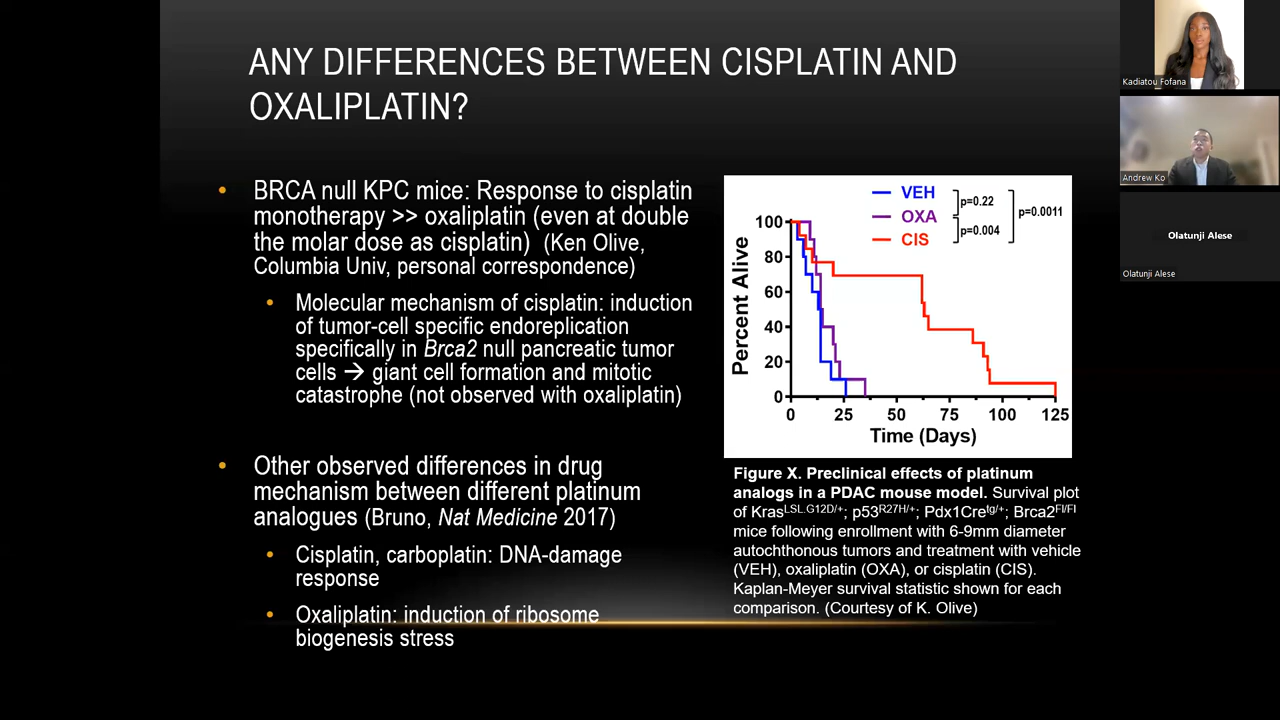 ANY DIFFERENCES BETWEEN CISPLATIN AND
OXALIPLATIN?
• BRCA null KPC mice: Response to cisplatin
monotherapy >> oxaliplatin (even at double
the molar dose as cisplatin) (Ken Olive,
Columbia Univ, personal correspondence)
• Molecular mechanism of cisplatin: induction
of tumor-cell specific endoreplication
specifically in Brca2 null pancreatic tumor
cells → giant cell formation and mitotic
catastrophe (not observed with oxaliplatin)
• Other observed differences in drug
mechanism between different platinum
analogues (Bruno, Nat Medicine 2017)
• Cisplatin, carboplatin: DNA-damage
response
• Oxaliplatin: induction of ribosome
biogenesis stress
VEH
OXA
CIS
p=0.22
p=0.004
p=0.0011
Percent Alive
100
80
60
40
20
0
0 25 50 75 100 125
Time (Days)
Figure X. Preclinical effects of platinum
analogs in a PDAC mouse model. Survival plot
of KrasLSL.G12D/+; p53R27H/+; Pdx1Cretg/+; Brca2Fl/Fl
mice following enrollment with 6-9mm diameter
autochthonous tumors and treatment with vehicle
(VEH), oxaliplatin (OXA), or cisplatin (CIS).
Kaplan-Meyer survival statistic shown for each
comparison. (Courtesy of K. Olive)
Kadiatou Fofana
Andrew Ko
Olatunji Alese
Olatunji Alese